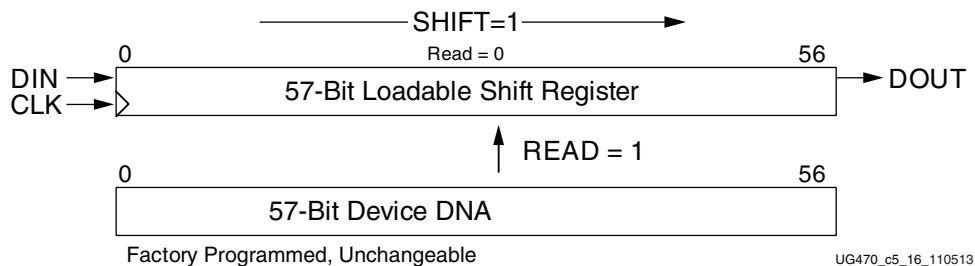 SHIFT=1
0 Read = 0 56
DIN 57-Bit Loadable Shift Register DOUT
CLK
READ = 1
0 56
57-Bit Device DNA
Factory Programmed, Unchangeable
UG470_c5_16_110513